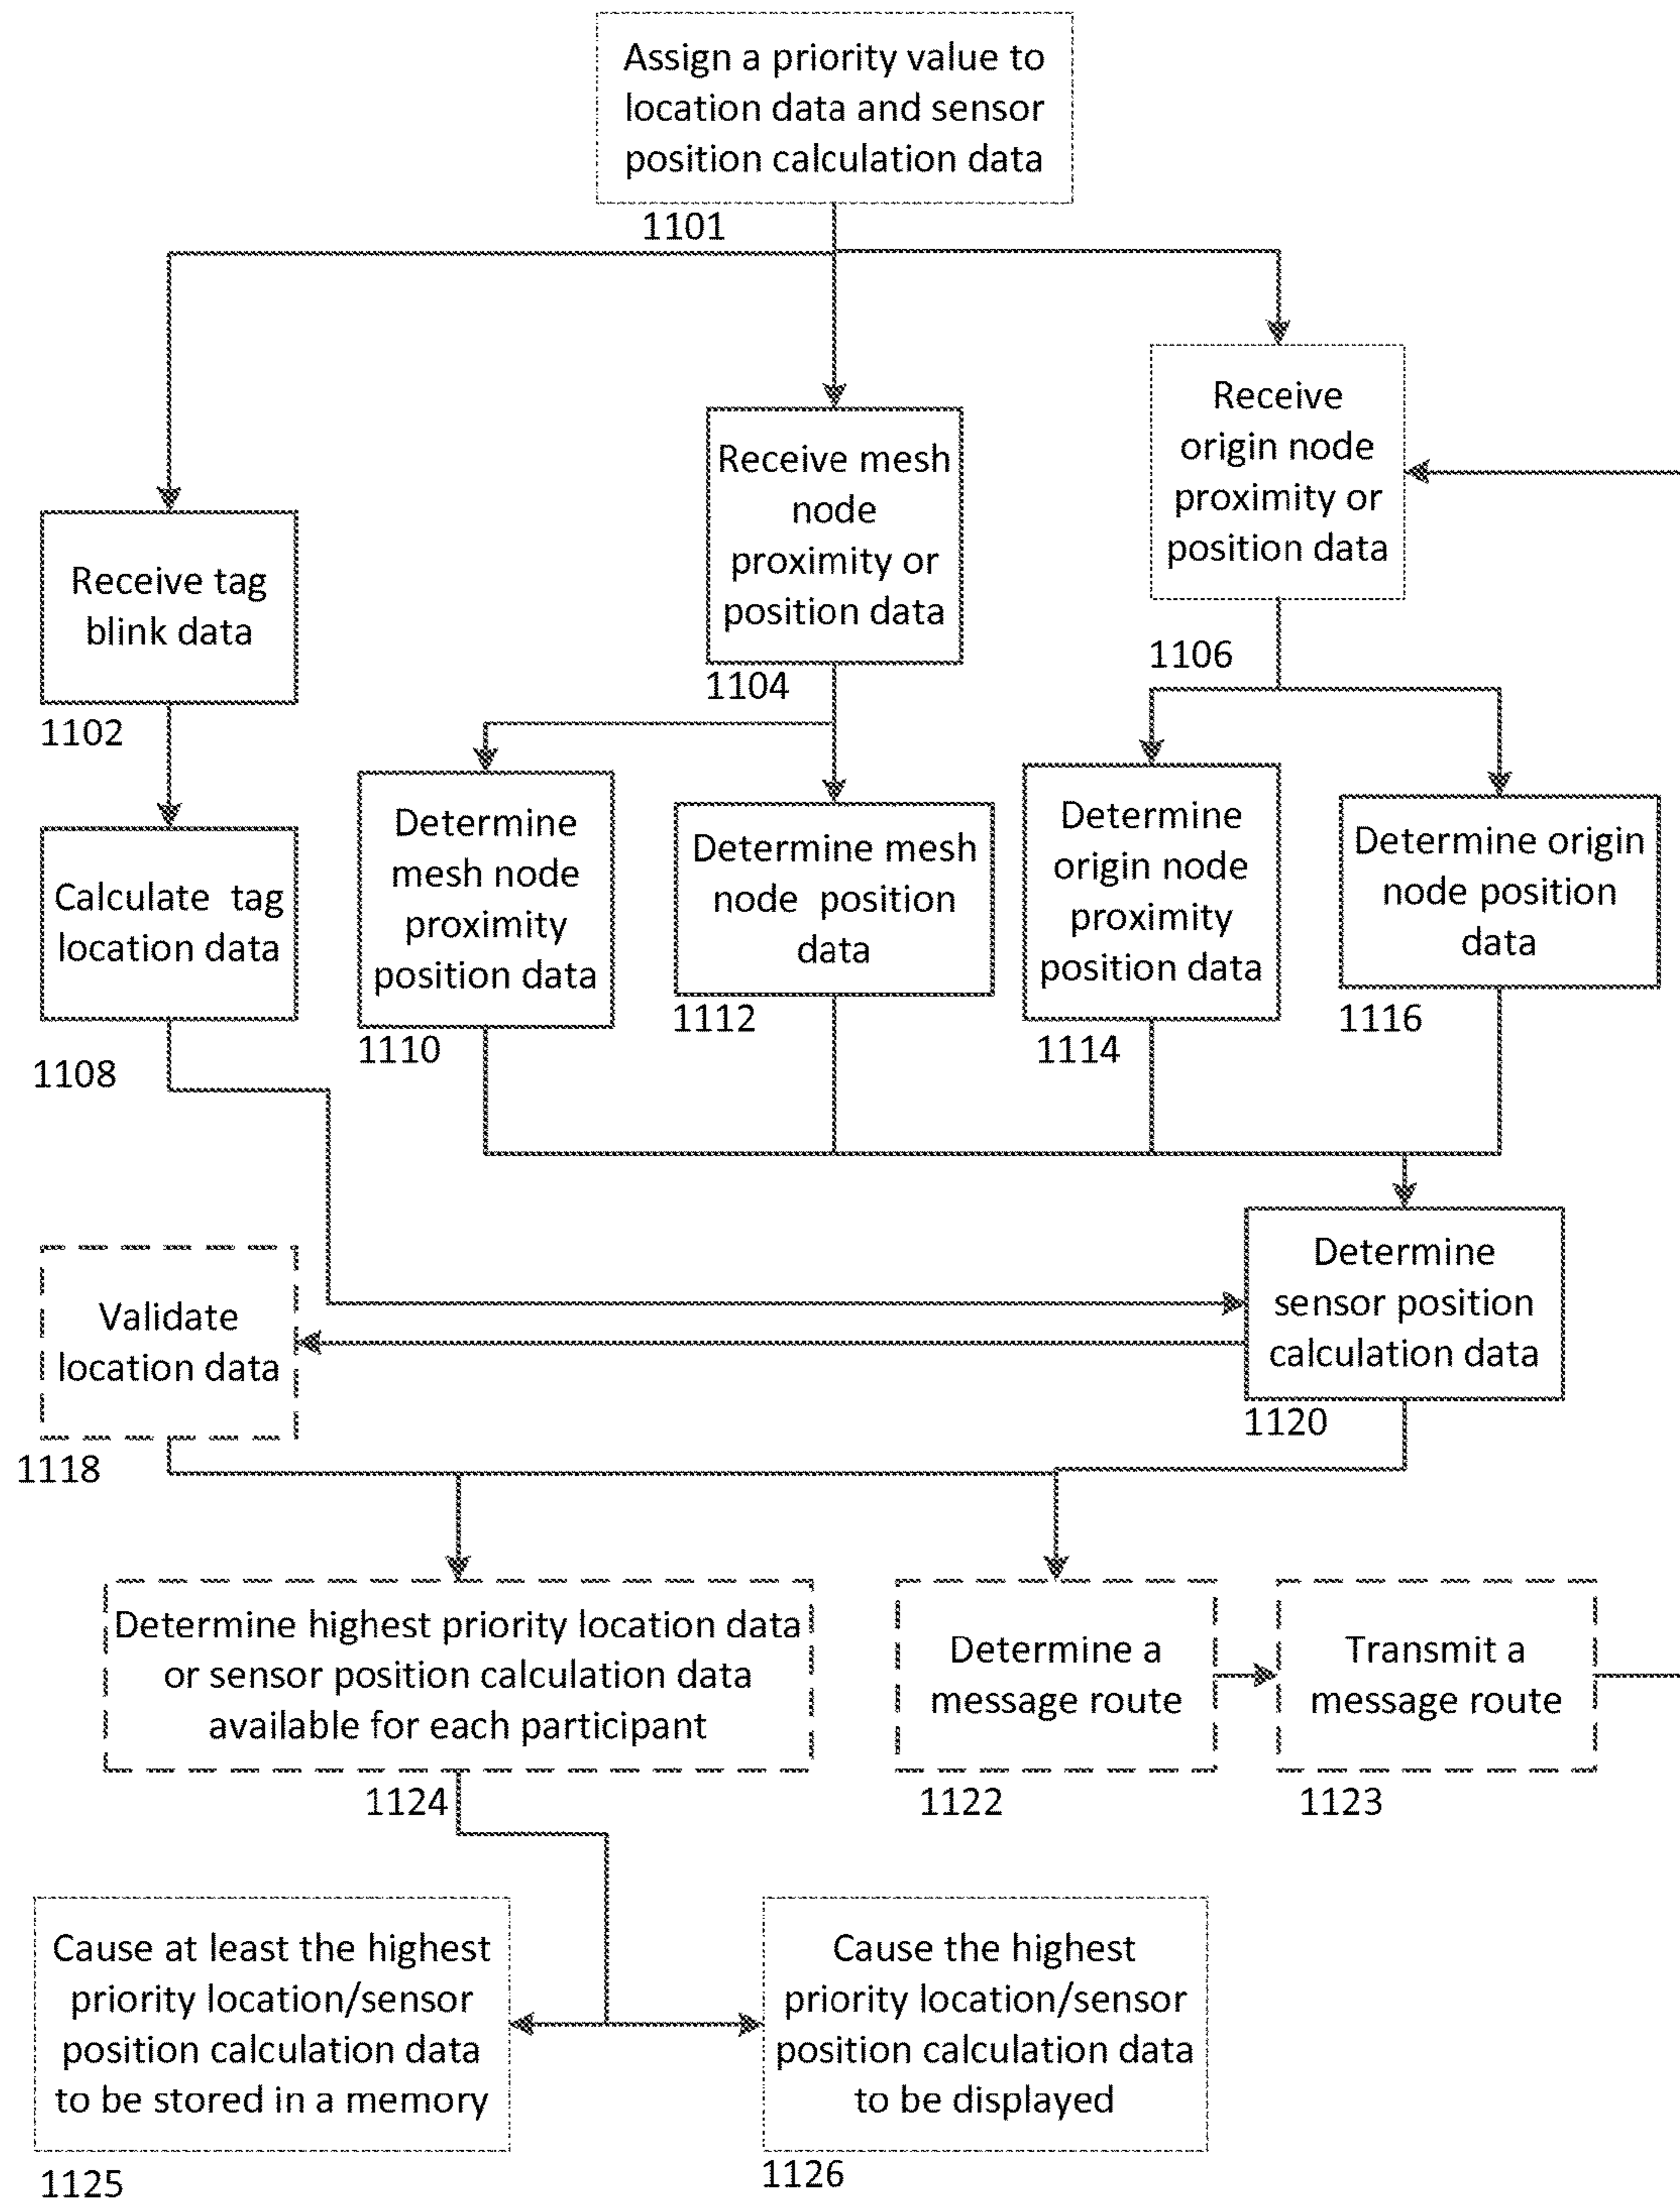 Assign a priority value to
location data and sensor
position calculation data
1101
Receive
origin node
proximity or
position data
1106
Receive mesh
node
proximity or
position data
1104
Receive tag
blink data
1102
Calculate tag
location data
1108
Determine
mesh node
proximity
position data
1110
Determine mesh
node position
data
1112
Determine
origin node
proximity
position data
1114
Determine origin
node position
data
1116
Determine
sensor position
calculation data
1120
Validate
location data
1118
Determine highest priority location data
or sensor position calculation data
available for each participant
1124
Determine a
message route
1122
Transmit a
message route
1123
Cause at least the highest
priority location/sensor
position calculation data
to be stored in a memory
1125
Cause the highest
priority location/sensor
position calculation data
to be displayed
1126